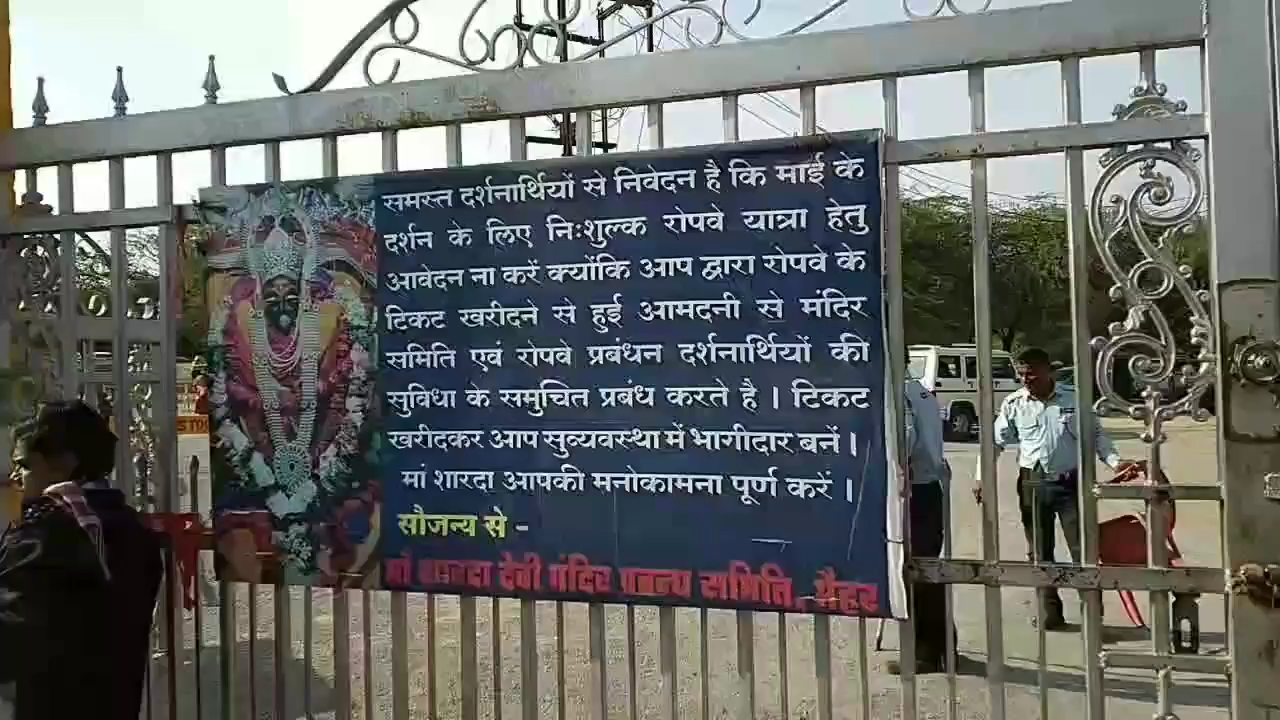 समस्त दर्शनार्थियों से निवेदन है कि माई के
दर्शन के लिए निःशुल्क रोपवे यात्रा हेतु
आवेदन ना करें क्योंकि आप द्वारा रोपवे के
टिकट खरीदने से हुई आमदनी से मंदिर
समिति एवं रोपवे प्रबंधन दर्शनार्थियों की
सुविधा के समुचित प्रबंध करते है । टिकट
खरीदकर आप सुव्यवस्था में भागीदार बनें ।
मां शारदा आपकी मनोकामना पूर्ण करें ।
सौजन्य से -
मां शारदा देवी मंदिर प्रबन्ध समिति, मैहर